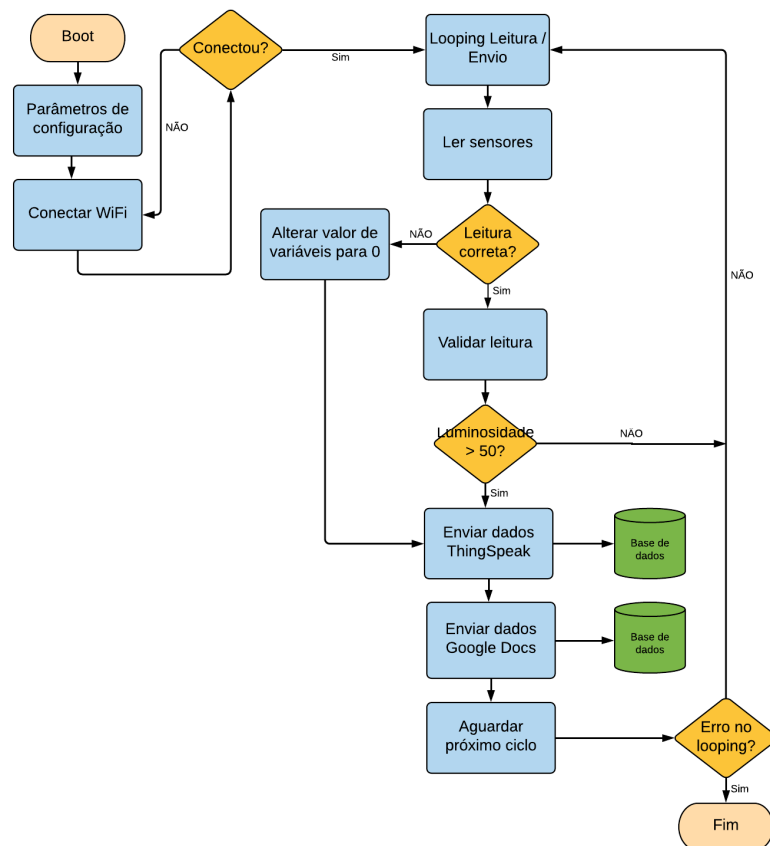 Boot
Conectou?
Sim
Looping Leitura /
Envio
Parâmetros de
configuração
NÃO
Ler sensores
Conectar WiFi
Alterar valor de
variáveis para 0
NÃO
Leitura
correta?
Sim
NÃO
Validar leitura
Luminosidade
> 50?
NÃO
Sim
Enviar dados
ThingSpeak
Base de
dados
Enviar dados
Google Docs
Base de
dados
Aguardar
próximo ciclo
Erro no
looping?
Sim
Fim